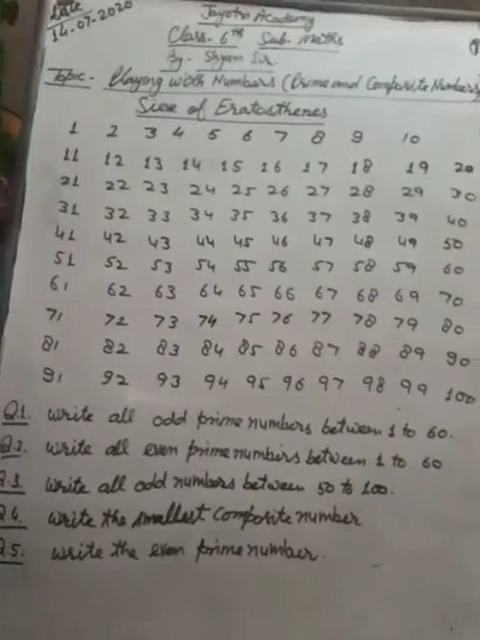 Date
14.07.2020
Jayoti Academy
Class- 6th Sub- Maths
By- Shyam Sir.
Topic- Playing with Numbers (Prime and Composite Numbers)
Sieve of Eratosthenes
1 2 3 4 5 6 7 8 9 10
11 12 13 14 15 16 17 18 19 20
21 22 23 24 25 26 27 28 29 30
31 32 33 34 35 36 37 38 39 40
41 42 43 44 45 46 47 48 49 50
51 52 53 54 55 56 57 58 59 60
61 62 63 64 65 66 67 68 69 70
71 72 73 74 75 76 77 78 79 80
81 82 83 84 85 86 87 88 89 90
91 92 93 94 95 96 97 98 99 100
Q.1. write all odd prime numbers between 1 to 60.
Q.2. write all even prime numbers between 1 to 60
Q.3. write all odd numbers between 50 to 100.
Q.4. write the smallest composite number
Q.5. write the even prime number.